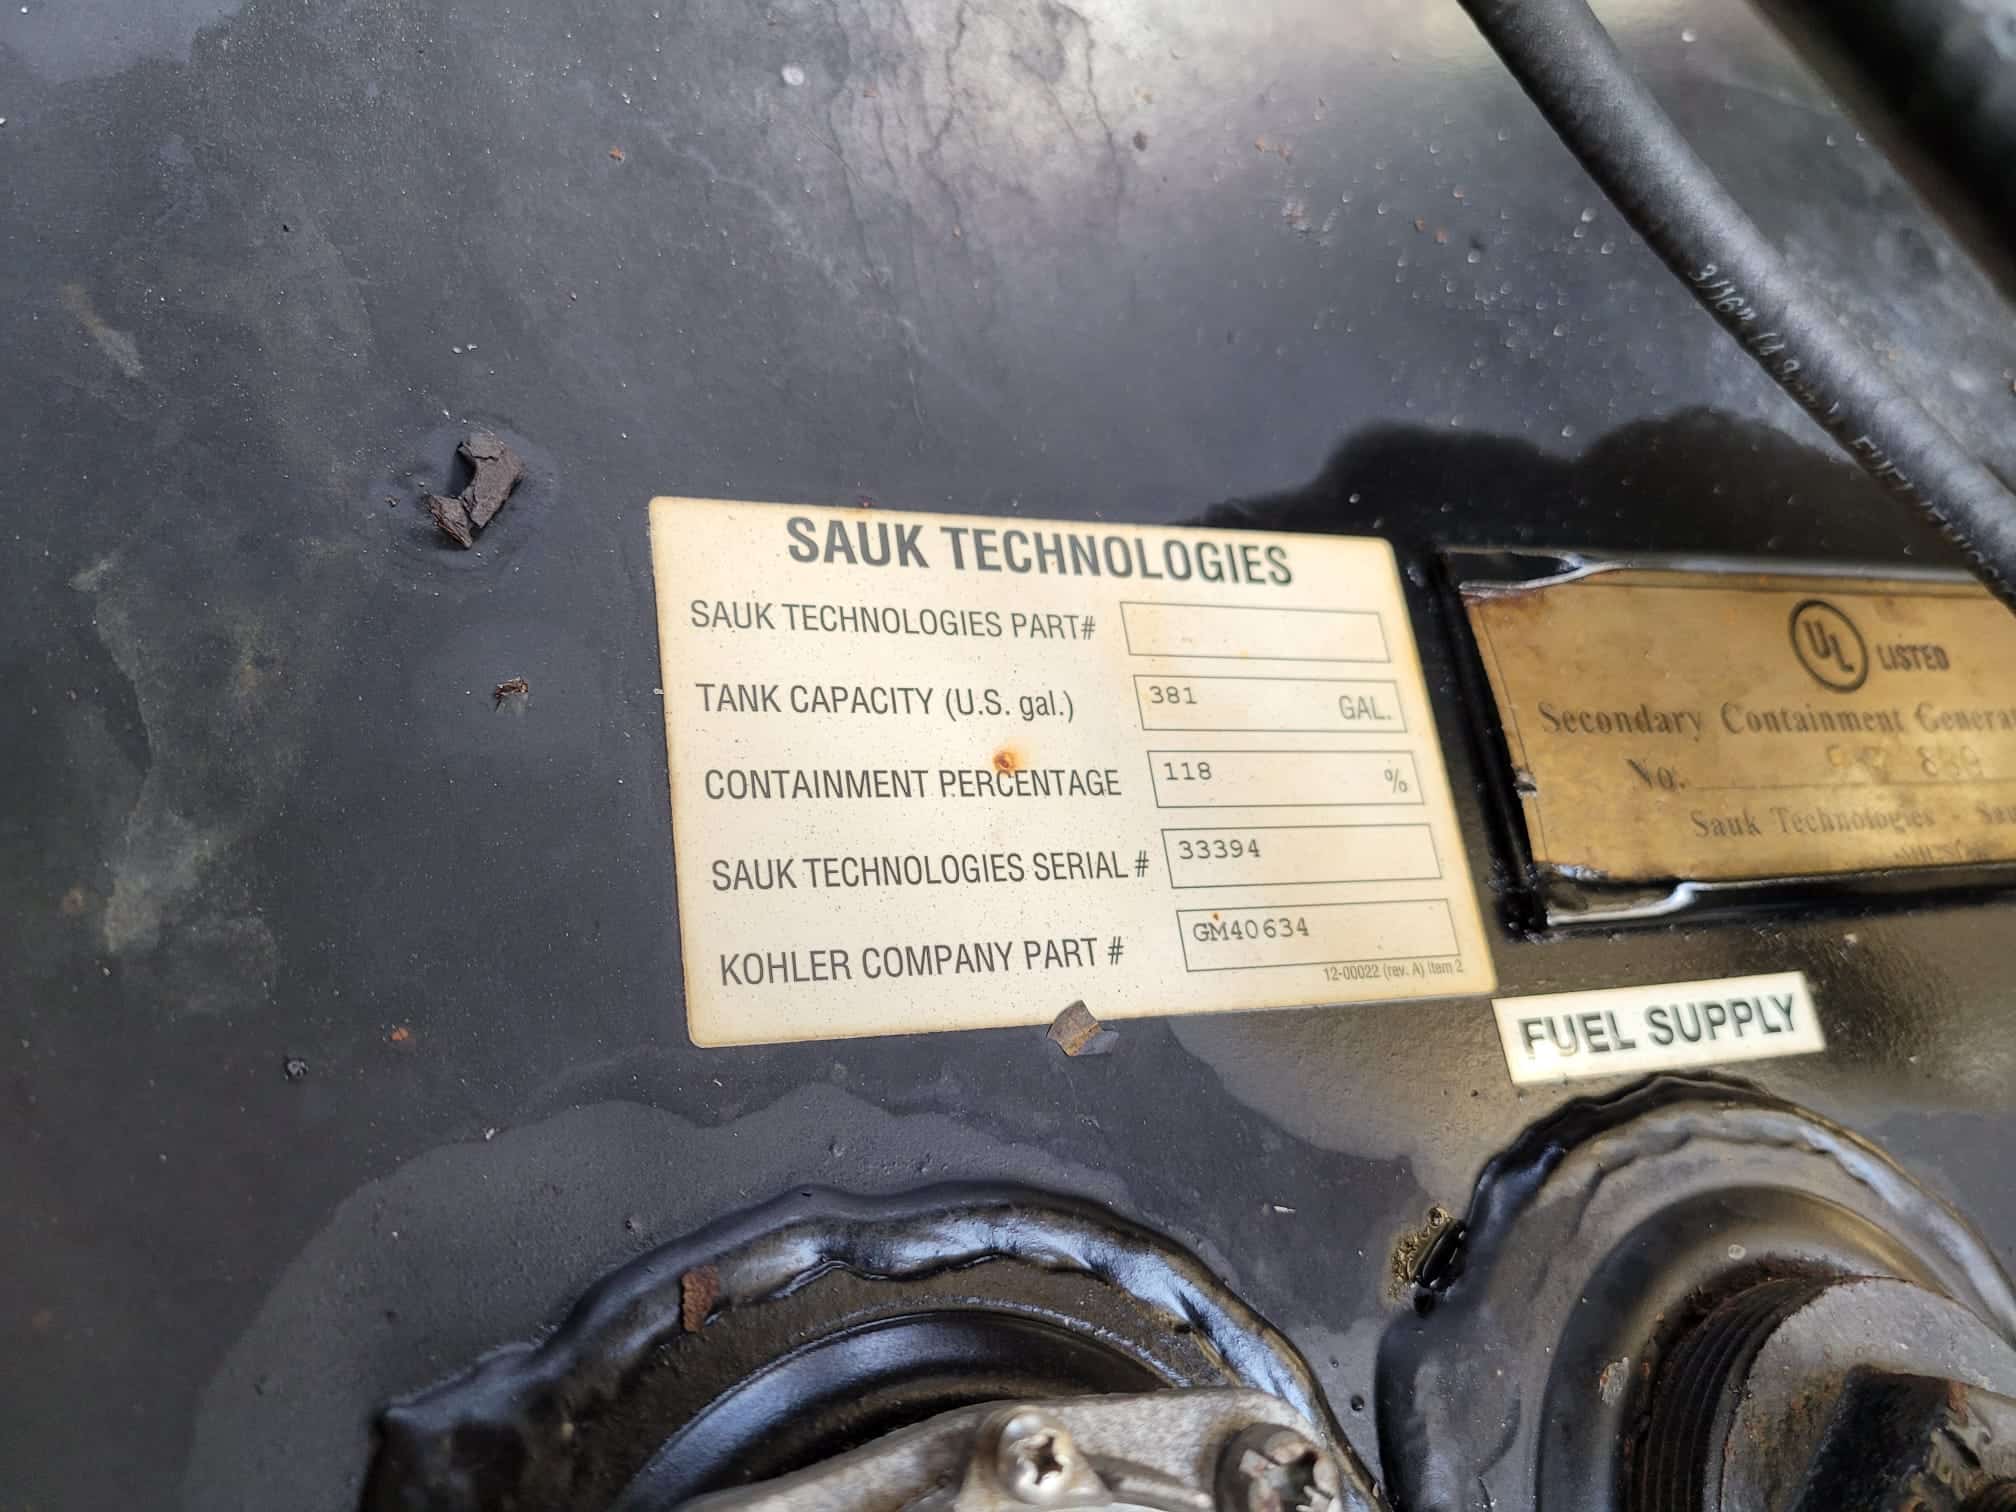 SAUK TECHNOLOGIES
SAUK TECHNOLOGIES PART#
TANK CAPACITY (U.S. gal.) 381 GAL.
CONTAINMENT PERCENTAGE 118 %
SAUK TECHNOLOGIES SERIAL # 33394
KOHLER COMPANY PART # GM40634
12-00022 (rev. A) Item 2
UL LISTED
Secondary Containment
No.
Sauk Technologies -
FUEL SUPPLY